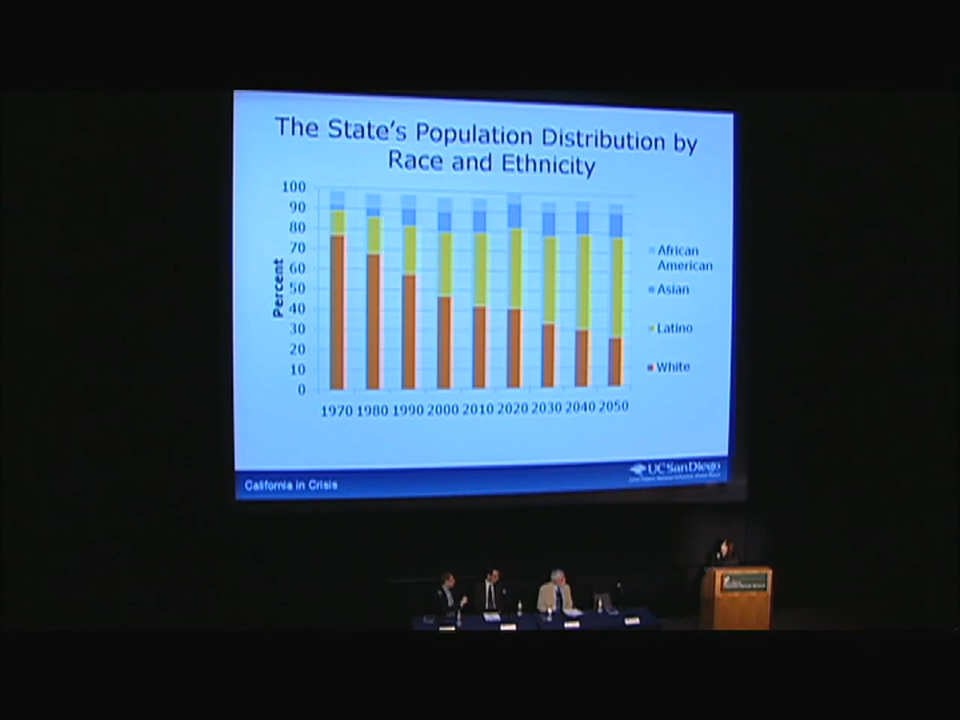 The State's Population Distribution by
Race and Ethnicity
100
90
80
70
60
50
40
30
20
10
0
Percent
1970 1980 1990 2000 2010 2020 2030 2040 2050
African
American
Asian
Latino
White
California in Crisis
UCSanDiego